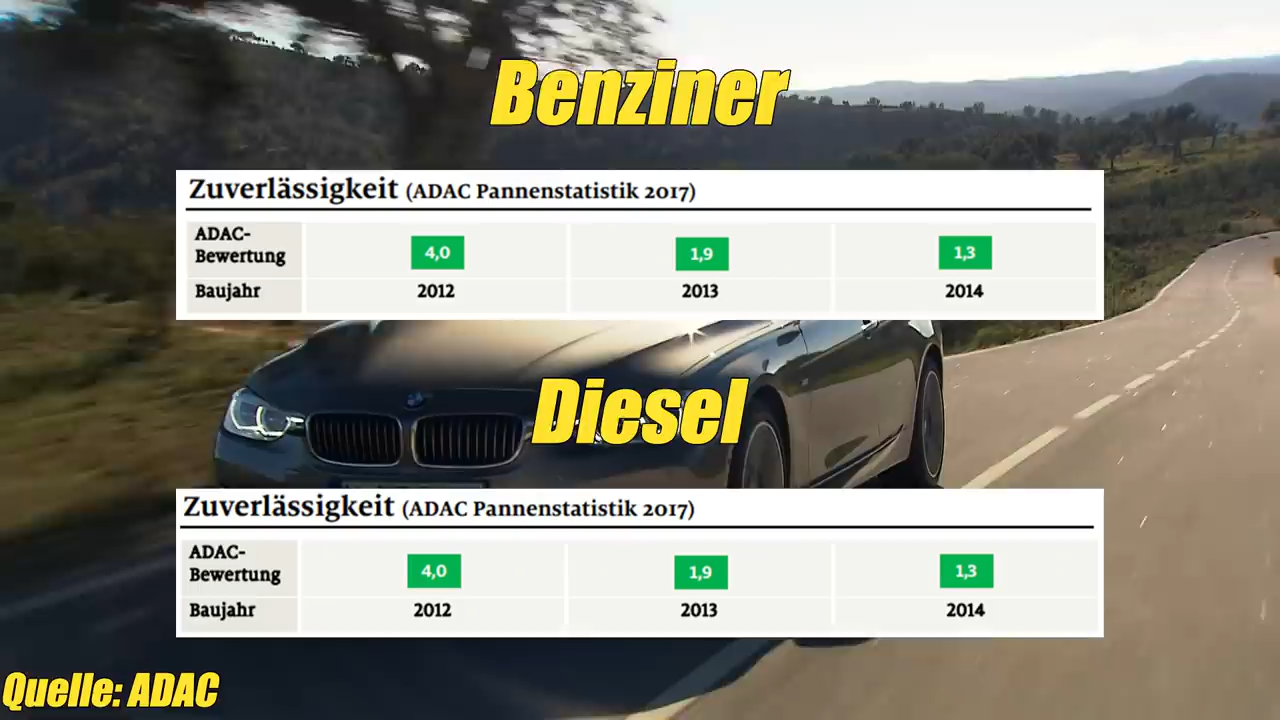 Benziner
Zuverlässigkeit (ADAC Pannenstatistik 2017)
ADAC-
Bewertung 4,0 1,9 1,3
Baujahr 2012 2013 2014
Diesel
Zuverlässigkeit (ADAC Pannenstatistik 2017)
ADAC-
Bewertung 4,0 1,9 1,3
Baujahr 2012 2013 2014
Quelle: ADAC